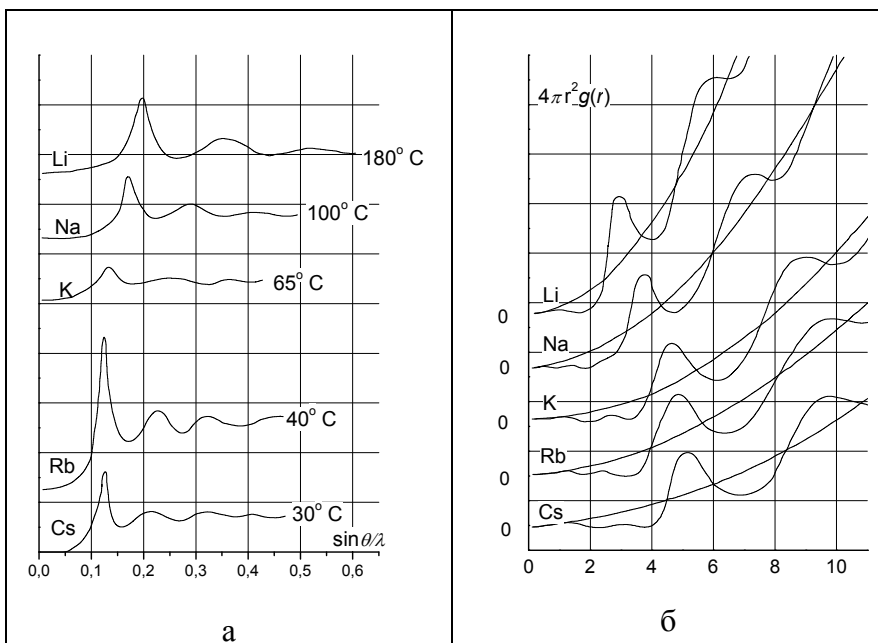 Li
180° C
Na
100° C
K
65° C
Rb
40° C
Cs
30° C
sinθ/λ
0,0 0,1 0,2 0,3 0,4 0,5 0,6
а
4πr²g(r)
Li
0
Na
0
K
0
Rb
0
Cs
0
0 2 4 6 8 10
б